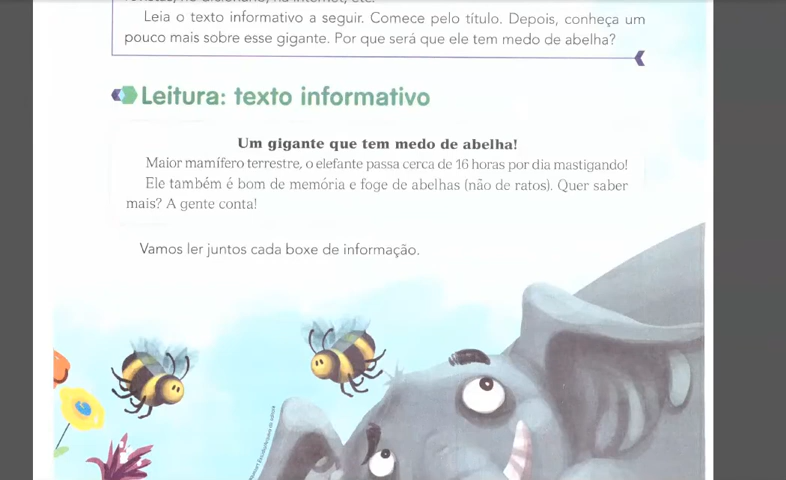 Leia o texto informativo a seguir. Comece pelo título. Depois, conheça um
pouco mais sobre esse gigante. Por que será que ele tem medo de abelha?
Leitura: texto informativo
Um gigante que tem medo de abelha!
Maior mamífero terrestre, o elefante passa cerca de 16 horas por dia mastigando!
Ele também é bom de memória e foge de abelhas (não de ratos). Quer saber
mais? A gente conta!
Vamos ler juntos cada boxe de informação.